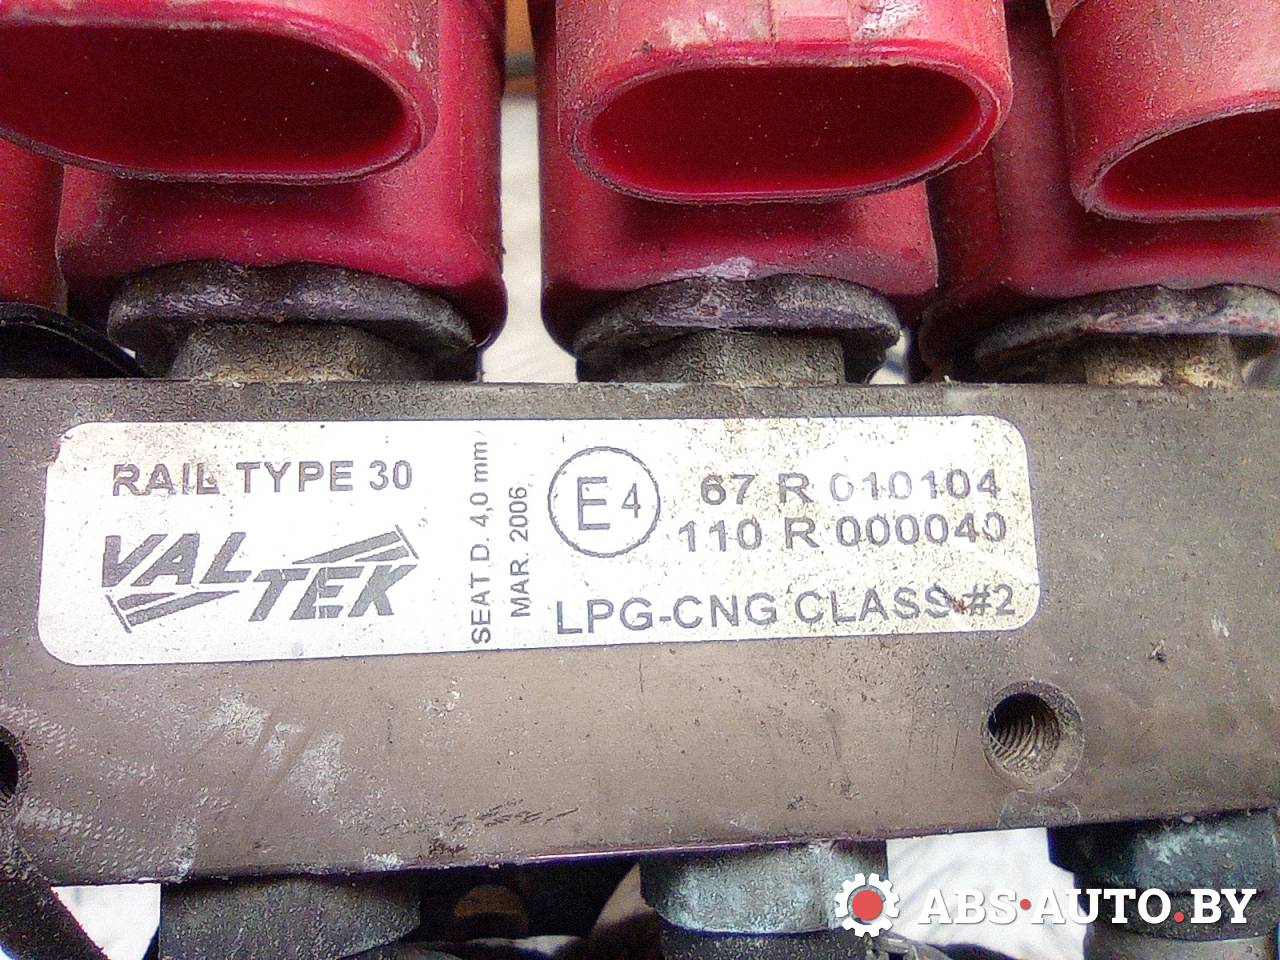 RAIL TYPE 30
VALTEK
SEAT D. 4,0 mm
MAR. 2006
E4
67 R 010104
110 R 000040
LPG-CNG CLASS #2
ABS·AUTO.BY